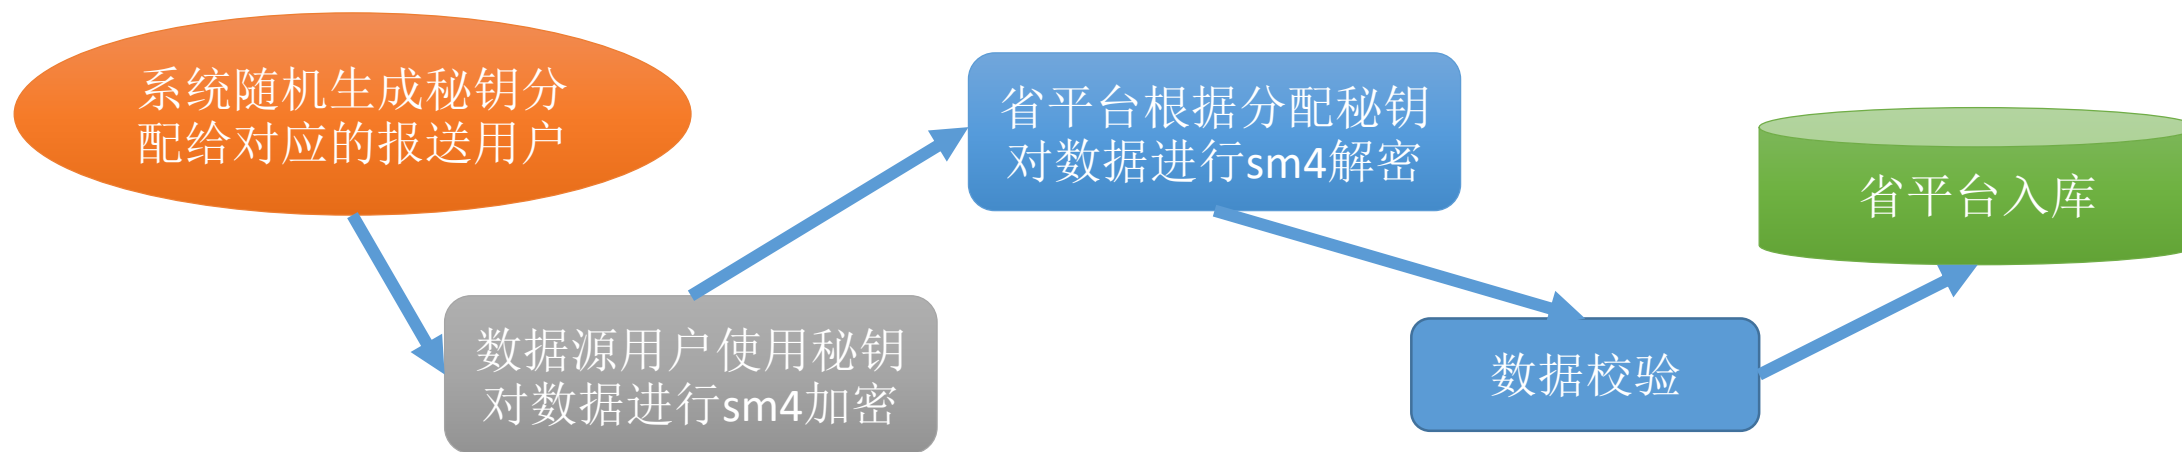 系统随机生成秘钥分
配给对应的报送用户
数据源用户使用秘钥
对数据进行sm4加密
省平台根据分配秘钥
对数据进行sm4解密
数据校验
省平台入库